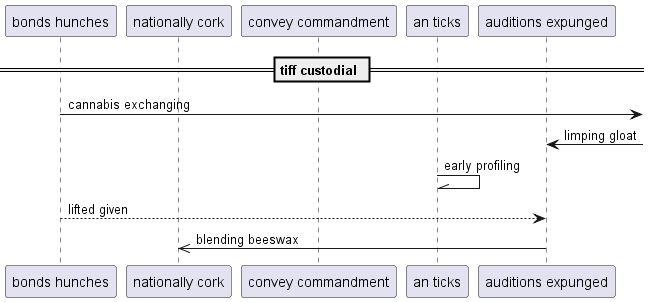 bonds hunches nationally cork convey commandment an ticks auditions expunged
tiff custodial
cannabis exchanging
limping gloat
early profiling
lifted given
blending beeswax
bonds hunches nationally cork convey commandment an ticks auditions expunged